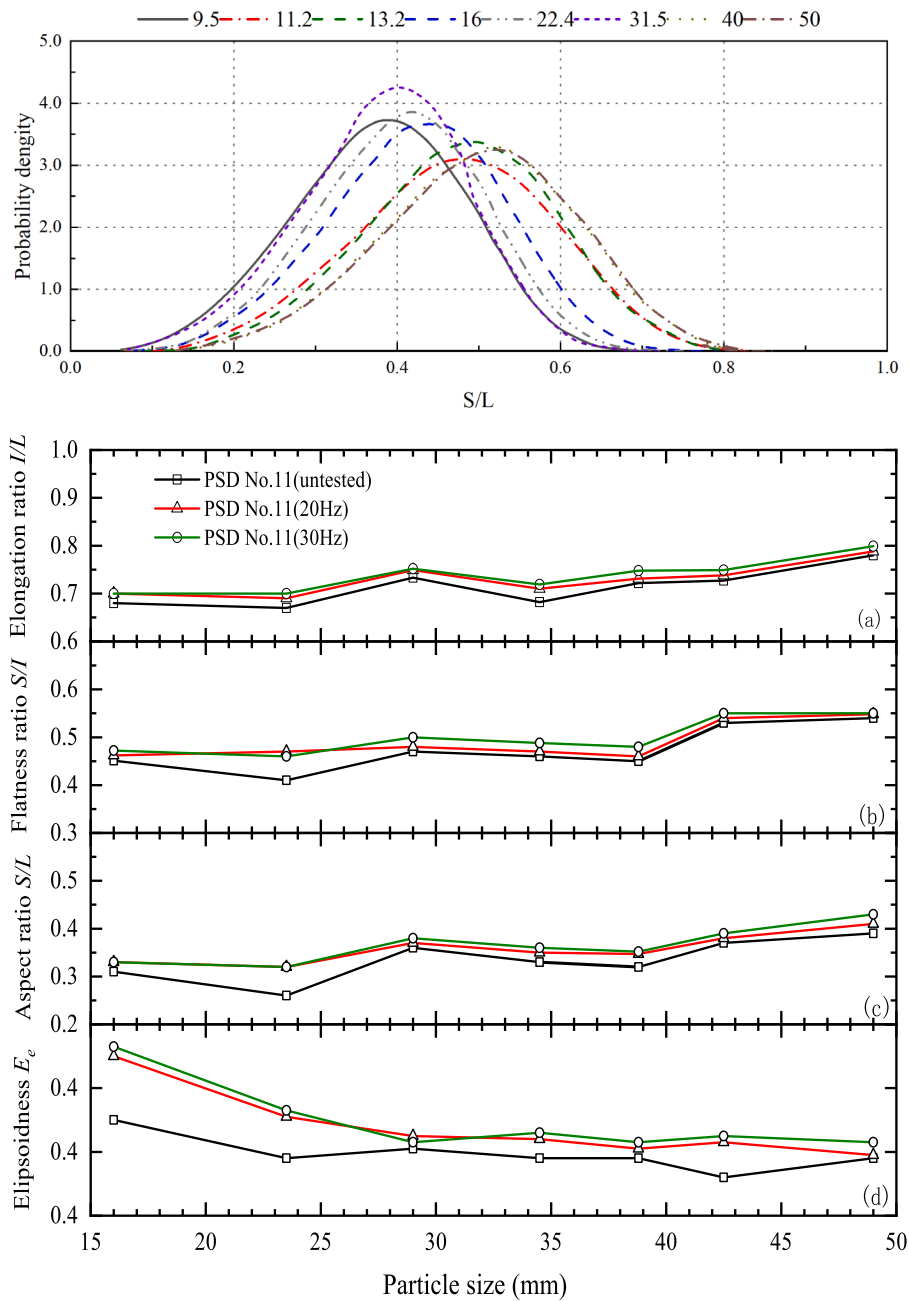 9.5 11.2 13.2 16 22.4 31.5 40 50
5.0
4.0
3.0
2.0
1.0
0.0
Probability dengity
0.0 0.2 0.4 0.6 0.8 1.0
S/L
Elongation ratio I/L
1.0
0.9
0.8
0.7
0.6
PSD No.11(untested)
PSD No.11(20Hz)
PSD No.11(30Hz)
(a)
Flatness ratio S/I
0.6
0.5
0.4
0.3
(b)
Aspect ratio S/L
0.5
0.4
0.3
0.2
(c)
Elipsoidness Ee
0.4
0.4
0.4
(d)
15 20 25 30 35 40 45 50
Particle size (mm)